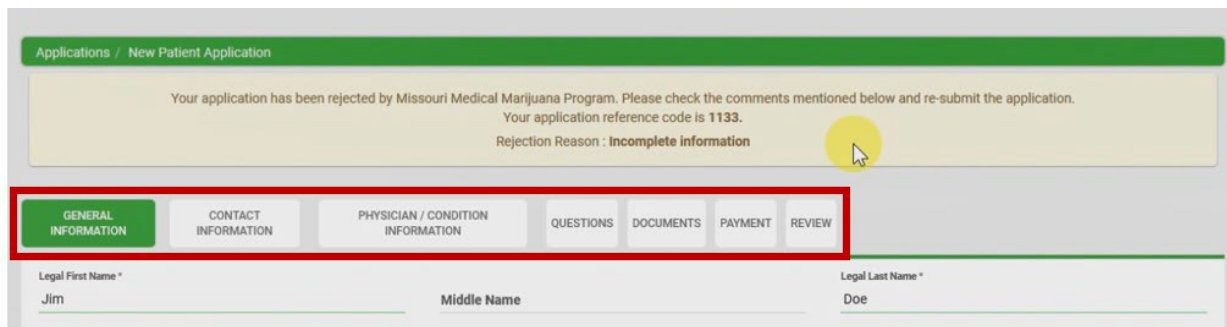 Applications / New Patient Application
Your application has been rejected by Missouri Medical Marijuana Program. Please check the comments mentioned below and re-submit the application.
Your application reference code is 1133.
Rejection Reason : Incomplete information
GENERAL INFORMATION
CONTACT INFORMATION
PHYSICIAN / CONDITION INFORMATION
QUESTIONS
DOCUMENTS
PAYMENT
REVIEW
Legal First Name *
Jim
Middle Name
Legal Last Name *
Doe